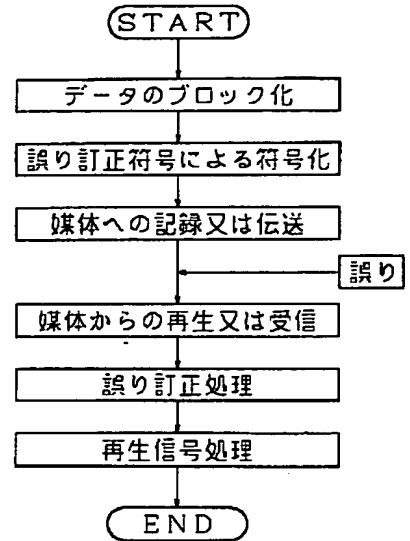 START
データのブロック化
誤り訂正符号による符号化
媒体への記録又は伝送
誤り
媒体からの再生又は受信
誤り訂正処理
再生信号処理
END